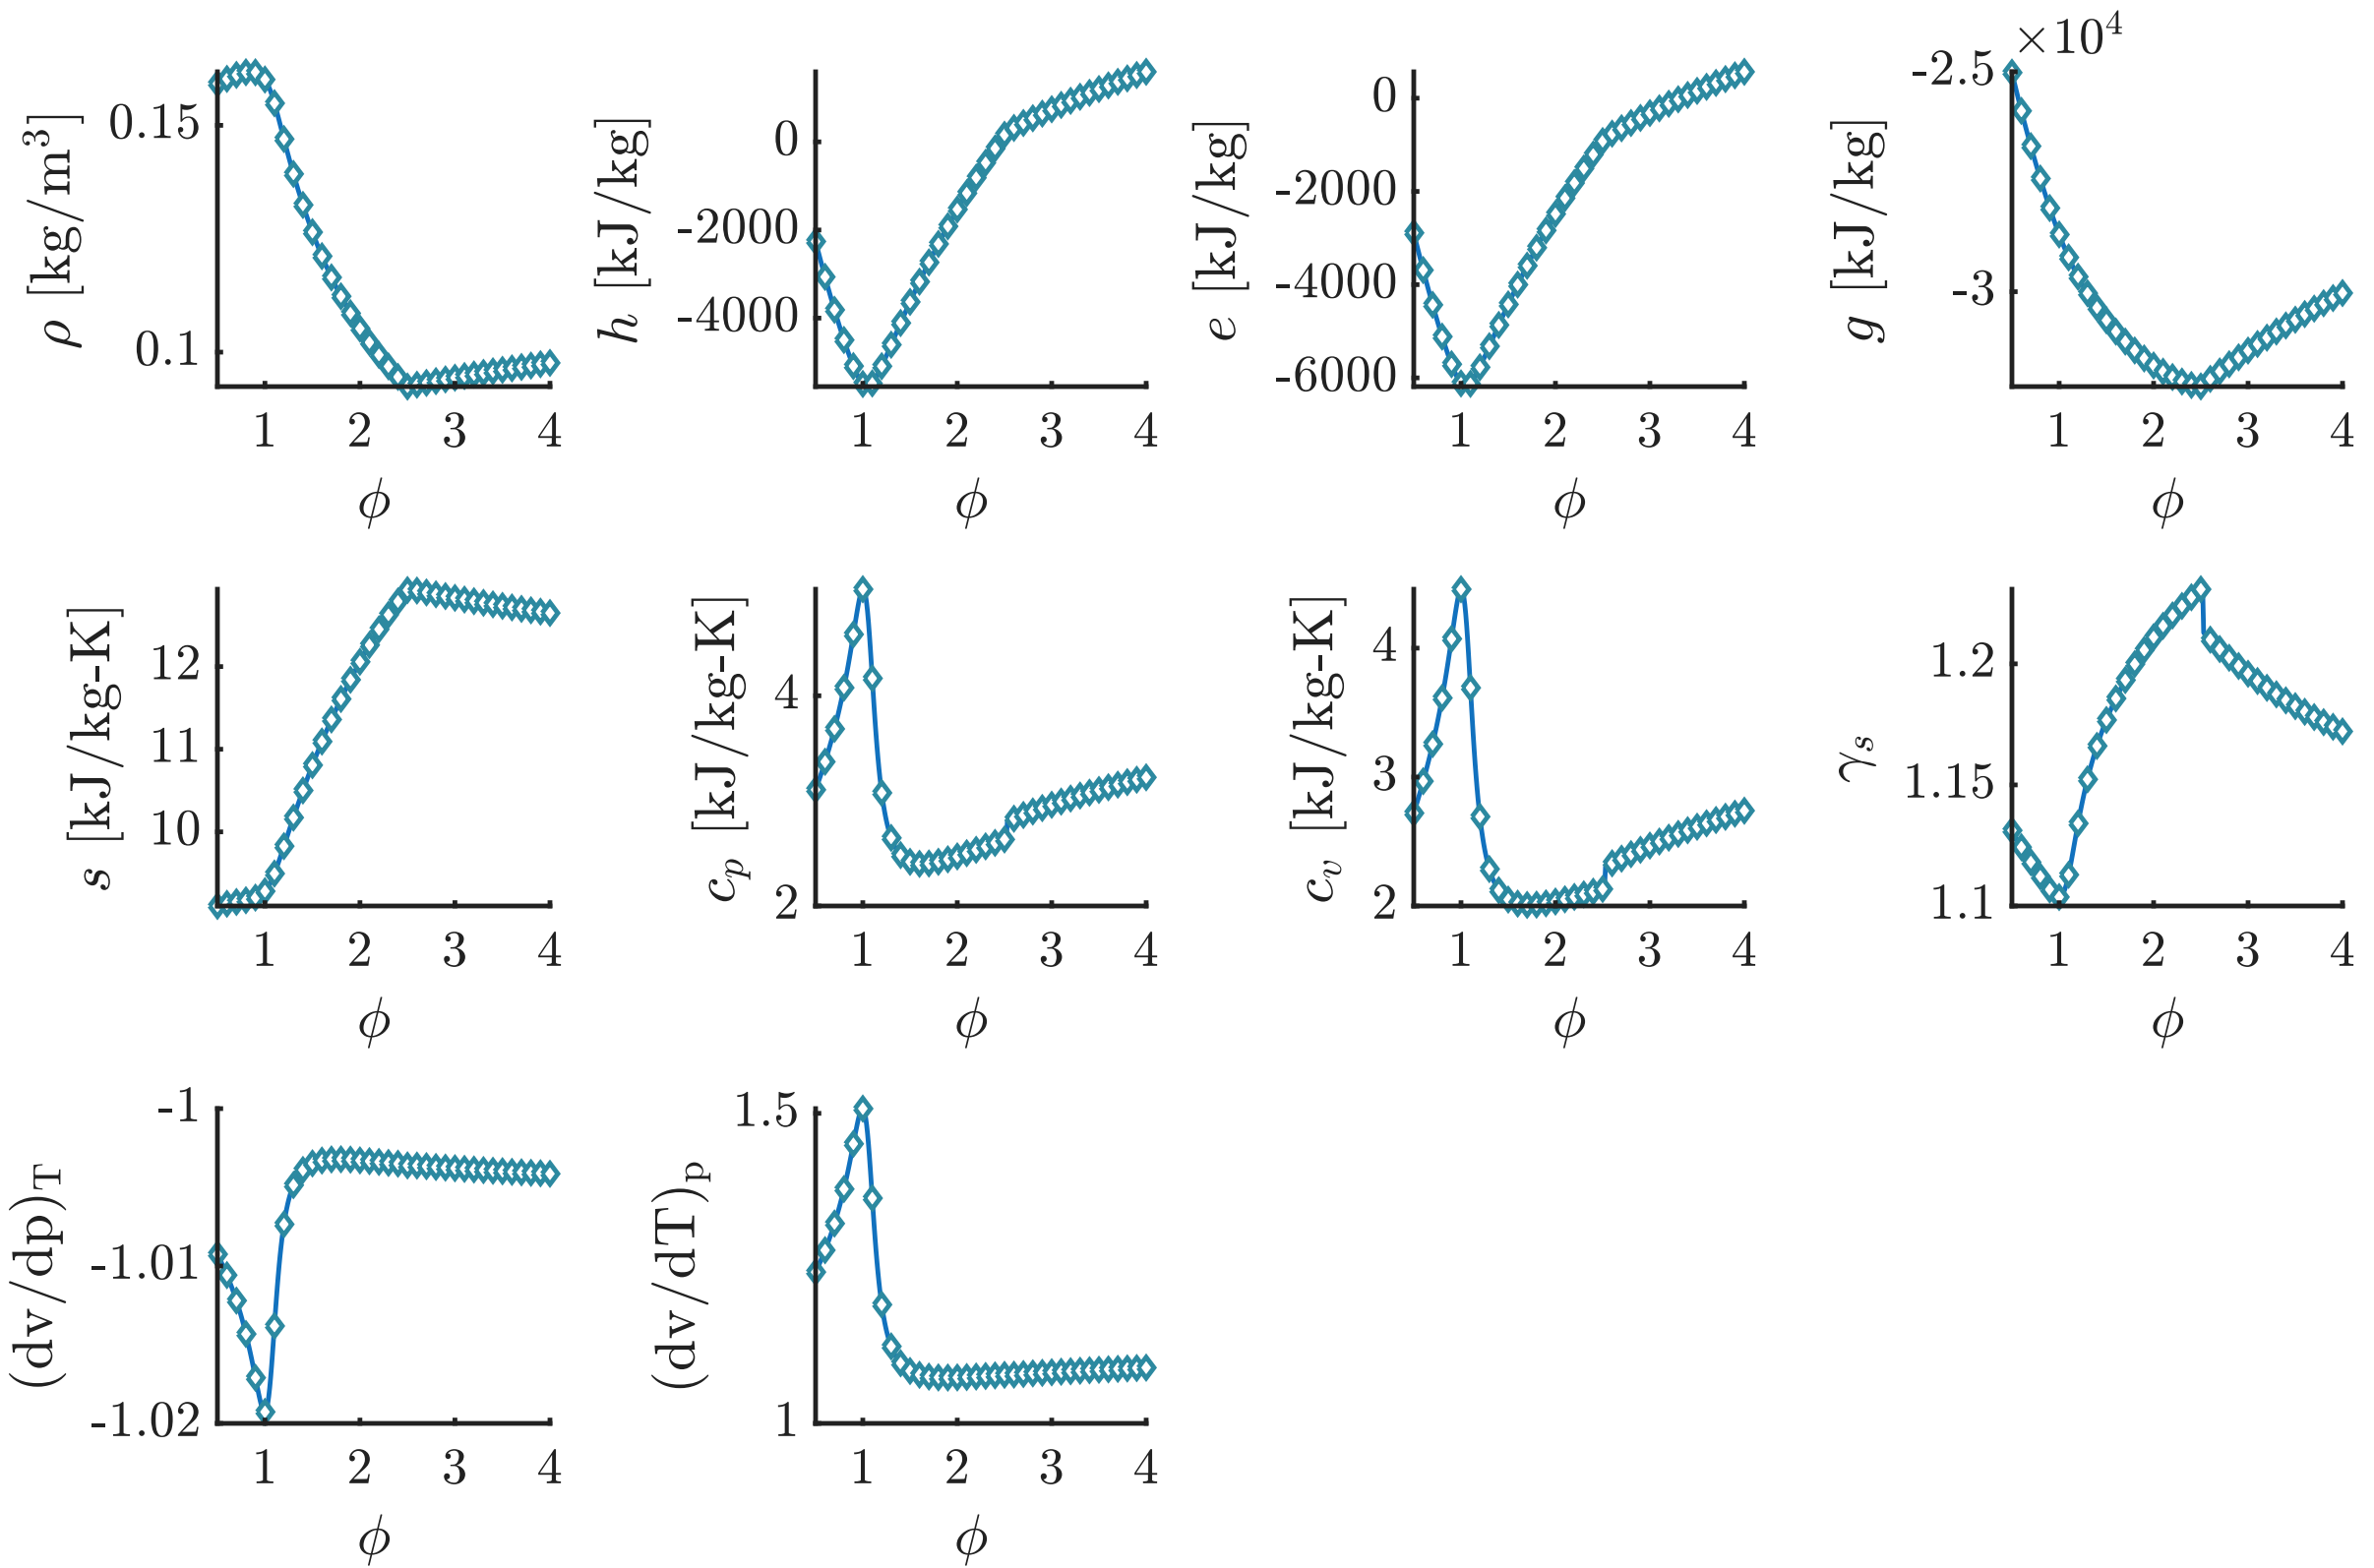 ρ [kg/m³]
0.15
0.1
1 2 3 4
ϕ
h [kJ/kg]
0
-2000
-4000
1 2 3 4
ϕ
e [kJ/kg]
0
-2000
-4000
-6000
1 2 3 4
ϕ
×10⁴
g [kJ/kg]
-2.5
-3
1 2 3 4
ϕ
s [kJ/kg-K]
12
11
10
1 2 3 4
ϕ
c_p [kJ/kg-K]
4
2
1 2 3 4
ϕ
c_v [kJ/kg-K]
4
3
2
1 2 3 4
ϕ
γ_s
1.2
1.15
1.1
1 2 3 4
ϕ
(dv/dp)_T
-1
-1.01
-1.02
1 2 3 4
ϕ
(dv/dT)_p
1.5
1
1 2 3 4
ϕ